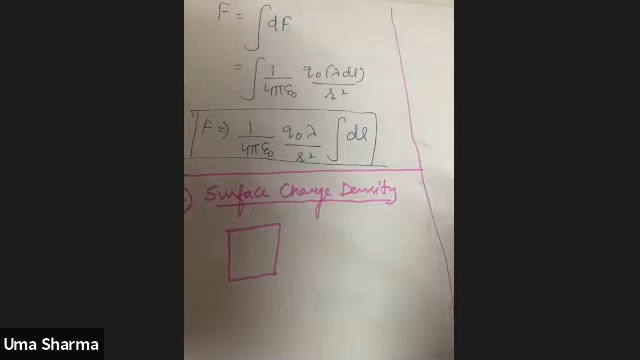 F = ∫ dF
= ∫ 1/4πε₀ q₀(λdl)/r²
F ⇒ 1/4πε₀ q₀λ/r² ∫ dl
) Surface Charge Density
Uma Sharma